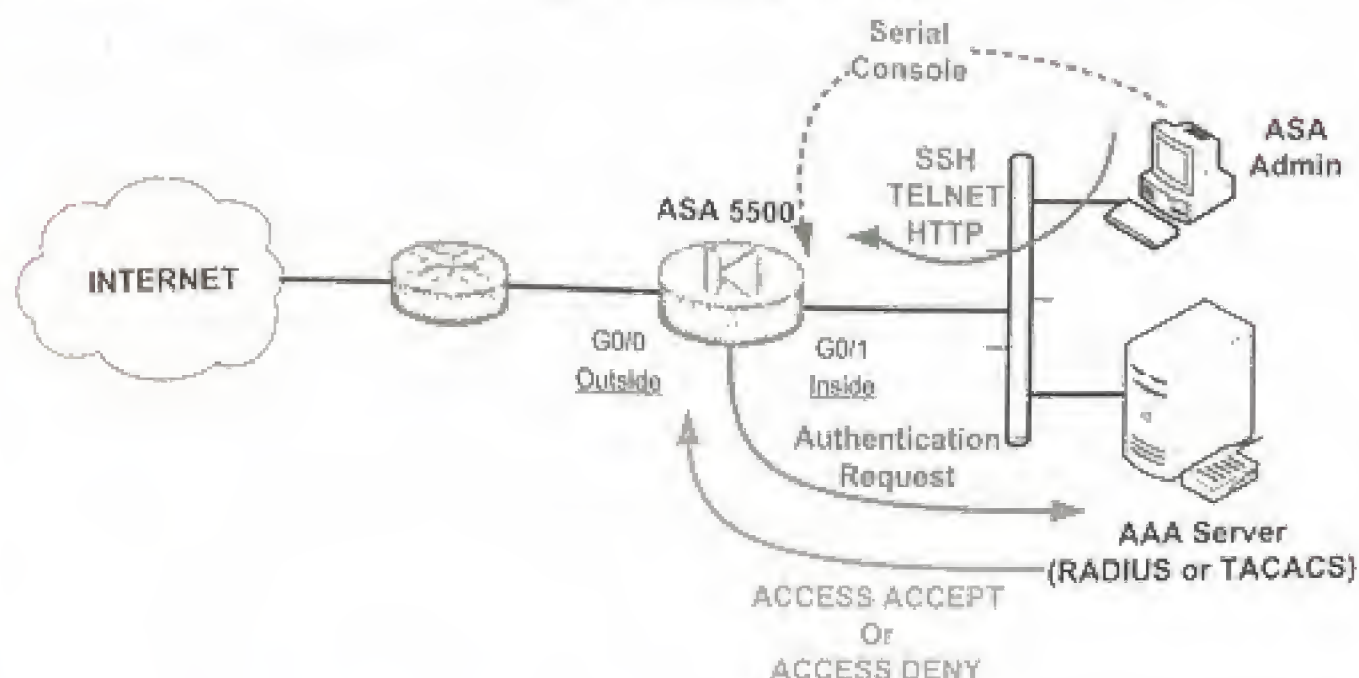 Serial
Console
ASA
Admin
SSH
TELNET
HTTP
ASA 5500
INTERNET
G0/0
Outside
G0/1
Inside
Authentication
Request
AAA Server
(RADIUS or TACACS)
ACCESS ACCEPT
Or
ACCESS DENY